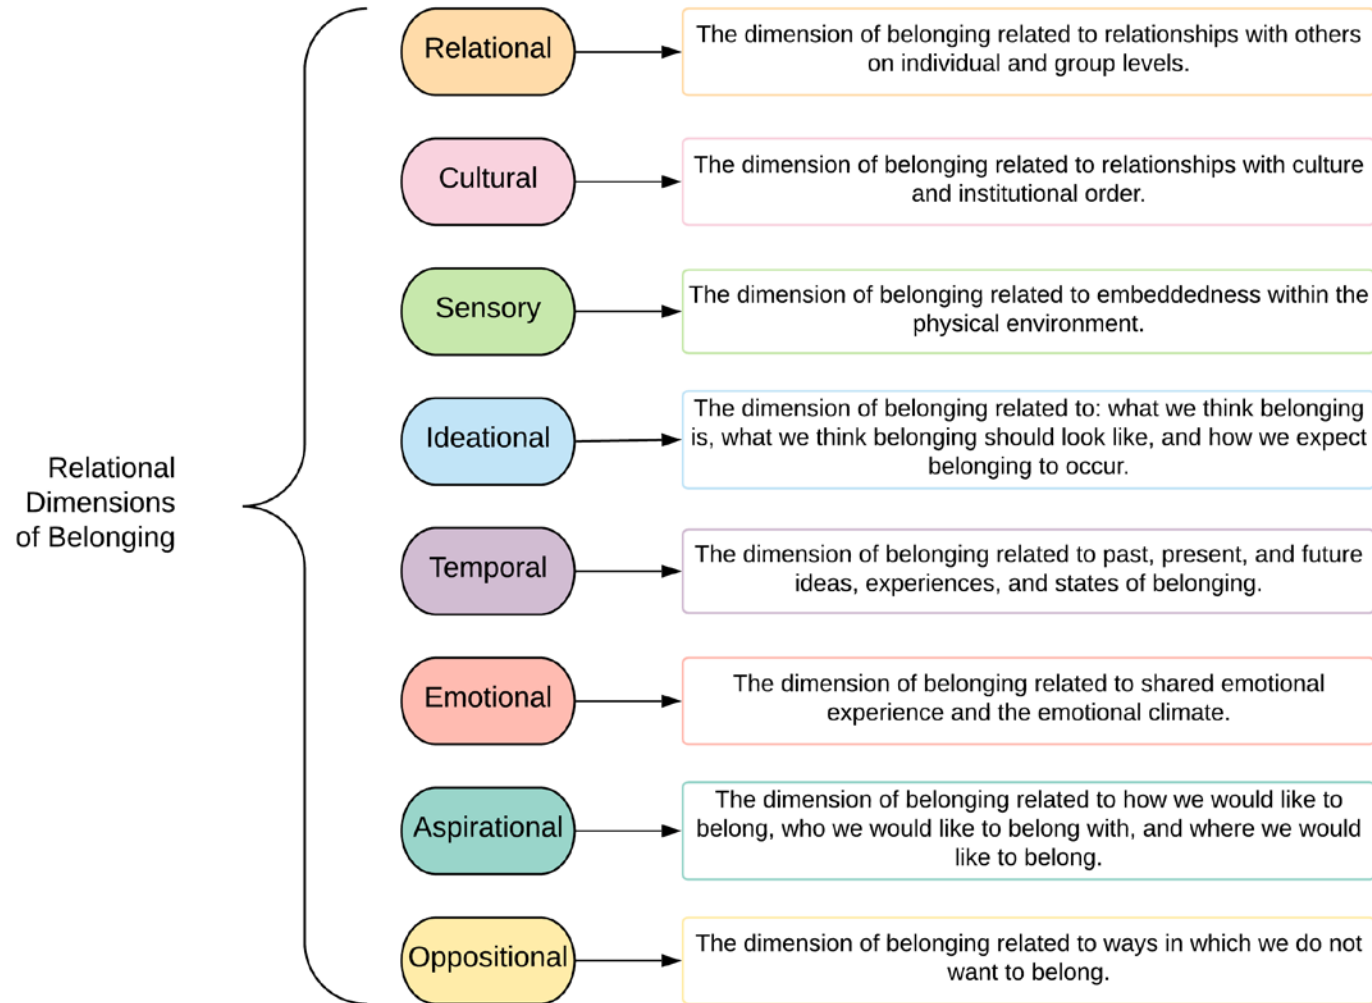 Relational
Dimensions
of Belonging
Relational
The dimension of belonging related to relationships with others
on individual and group levels.
Cultural
The dimension of belonging related to relationships with culture
and institutional order.
Sensory
The dimension of belonging related to embeddedness within the
physical environment.
Ideational
The dimension of belonging related to: what we think belonging
is, what we think belonging should look like, and how we expect
belonging to occur.
Temporal
The dimension of belonging related to past, present, and future
ideas, experiences, and states of belonging.
Emotional
The dimension of belonging related to shared emotional
experience and the emotional climate.
Aspirational
The dimension of belonging related to how we would like to
belong, who we would like to belong with, and where we would
like to belong.
Oppositional
The dimension of belonging related to ways in which we do not
want to belong.